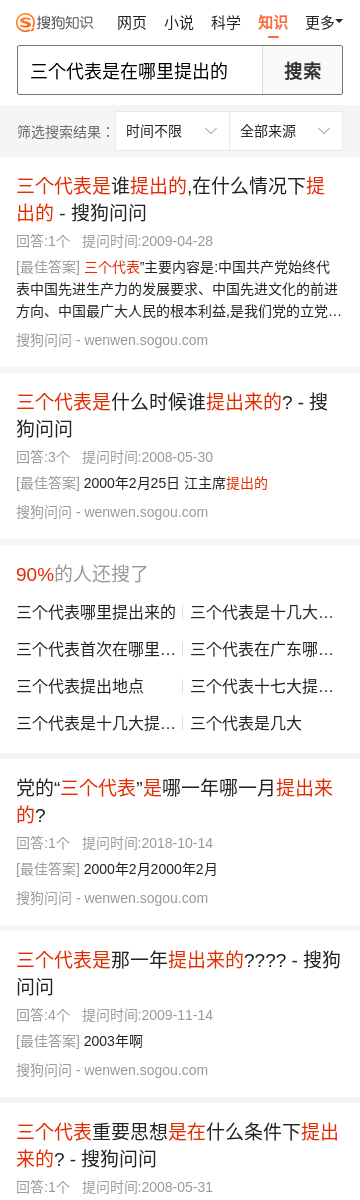 搜狗知识 网页 小说 科学 知识 更多
三个代表是在哪里提出的 搜索
筛选搜索结果： 时间不限 全部来源
三个代表是谁提出的,在什么情况下提
出的 - 搜狗问问
回答:1个 提问时间:2009-04-28
[最佳答案] 三个代表"主要内容是:中国共产党始终代
表中国先进生产力的发展要求、中国先进文化的前进
方向、中国最广大人民的根本利益,是我们党的立党…
搜狗问问 - wenwen.sogou.com
三个代表是什么时候谁提出来的? - 搜
狗问问
回答:3个 提问时间:2008-05-30
[最佳答案] 2000年2月25日 江主席提出的
搜狗问问 - wenwen.sogou.com
90%的人还搜了
三个代表哪里提出来的 三个代表是十几大…
三个代表首次在哪里… 三个代表在广东哪…
三个代表提出地点 三个代表十七大提…
三个代表是十几大提… 三个代表是几大
党的“三个代表”是哪一年哪一月提出来
的?
回答:1个 提问时间:2018-10-14
[最佳答案] 2000年2月2000年2月
搜狗问问 - wenwen.sogou.com
三个代表是那一年提出来的???? - 搜狗
问问
回答:4个 提问时间:2009-11-14
[最佳答案] 2003年啊
搜狗问问 - wenwen.sogou.com
三个代表重要思想是在什么条件下提出
来的? - 搜狗问问
回答:1个 提问时间:2008-05-31